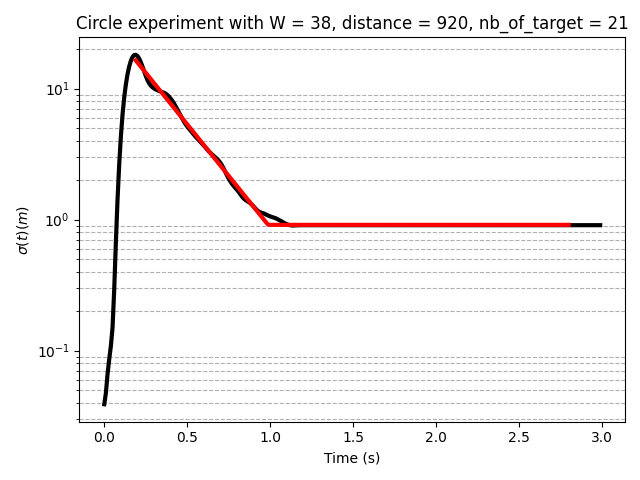 Circle experiment with W = 38, distance = 920, nb_of_target = 21
σ(t)(m)
10¹
10⁰
10⁻¹
0.0 0.5 1.0 1.5 2.0 2.5 3.0
Time (s)